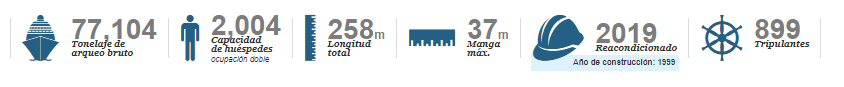 77,104
Tonelaje de
arqueo bruto
2,004
Capacidad
de huéspedes
ocupación doble
258m
Longitud
total
37m
Manga
máx.
2019
Reacondicionado
Año de construcción: 1999
899
Tripulantes